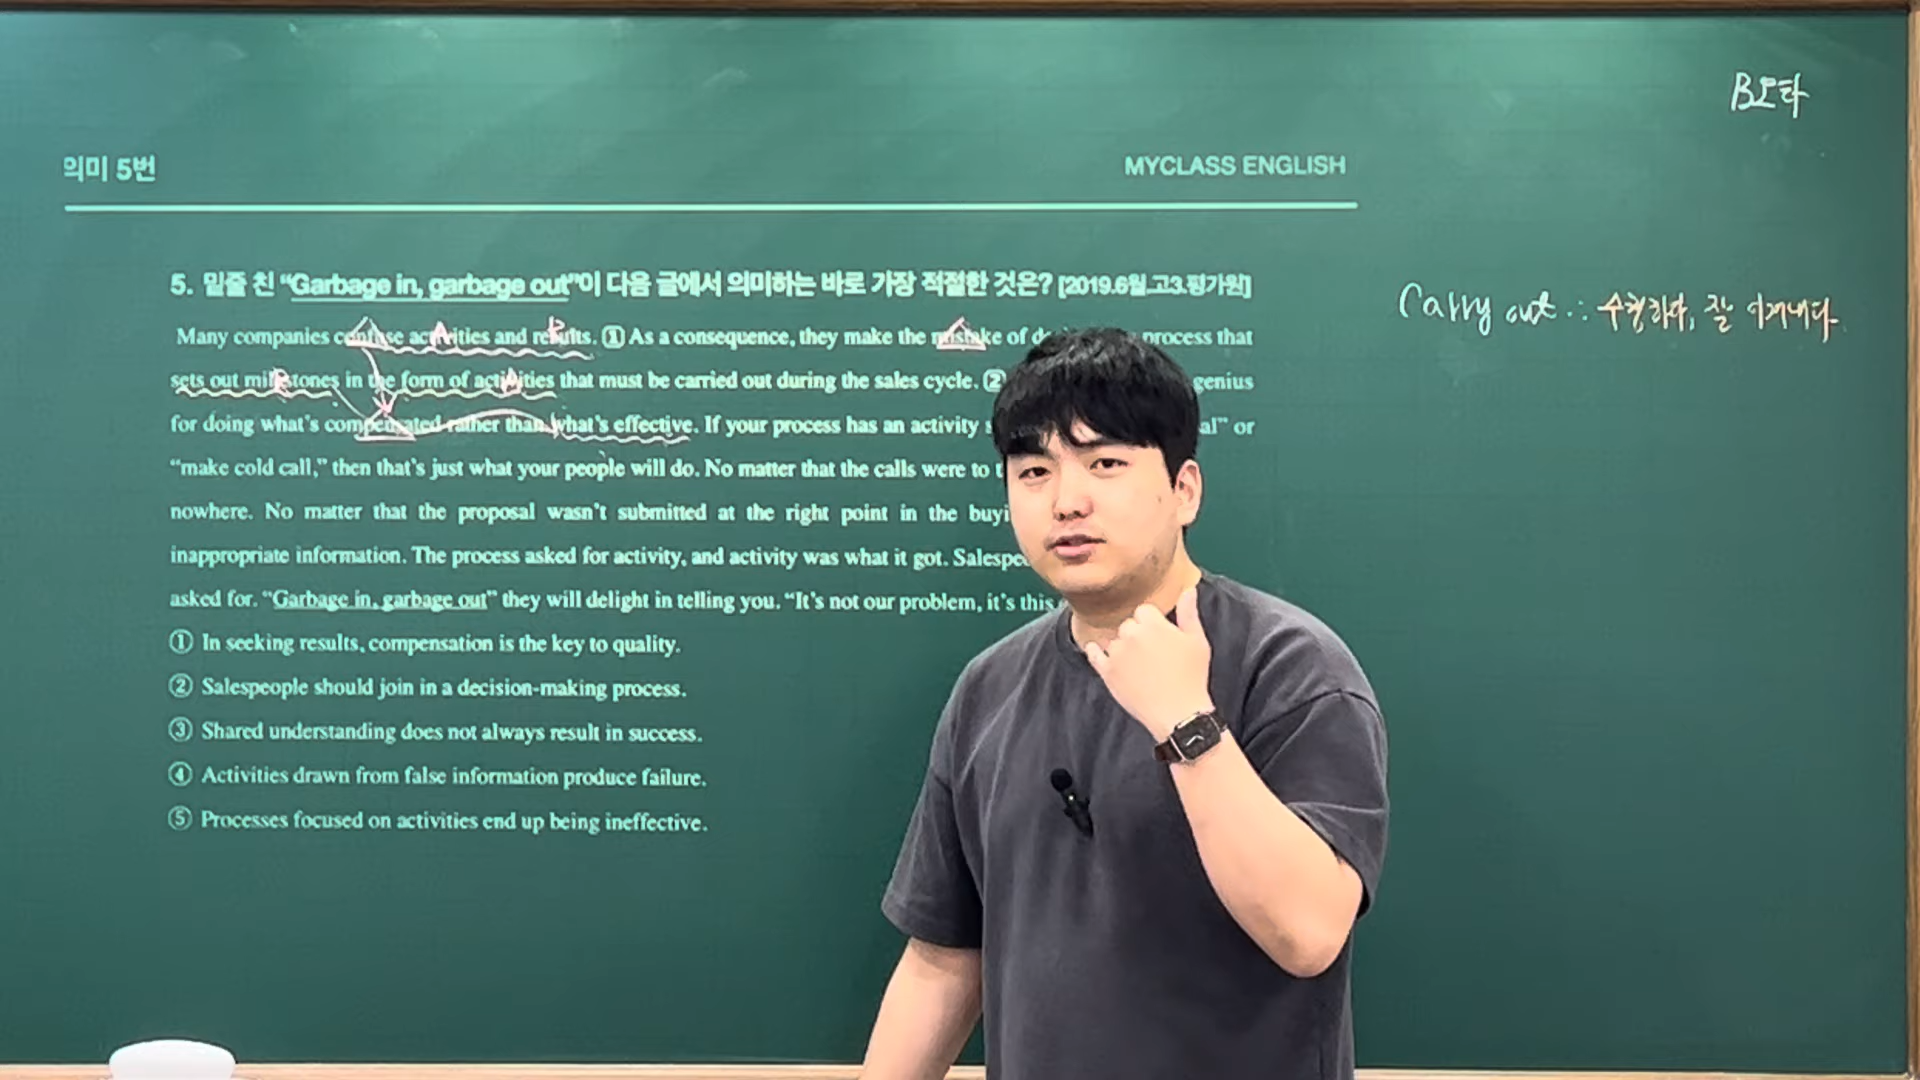 B오타
의미 5번
MYCLASS ENGLISH
5. 밑줄 친 “Garbage in, garbage out”이 다음 글에서 의미하는 바로 가장 적절한 것은? [2019.6월.고3.평가원]
Carry out ∴ 수행하다, 잘 이겨내다
Many companies confuse activities and results. ① As a consequence, they make the mistake of process that
A B
sets out milestones in the form of activities that must be carried out during the sales cycle. ② genius
B A
for doing what’s compensated rather than what’s effective. If your process has an activity al” or
“make cold call,” then that’s just what your people will do. No matter that the calls were to
nowhere. No matter that the proposal wasn’t submitted at the right point in the
inappropriate information. The process asked for activity, and activity was what it got.
asked for. “Garbage in, garbage out” they will delight in telling you. “It’s not our problem, it’s this
① In seeking results, compensation is the key to quality.
② Salespeople should join in a decision-making process.
③ Shared understanding does not always result in success.
④ Activities drawn from false information produce failure.
⑤ Processes focused on activities end up being ineffective.